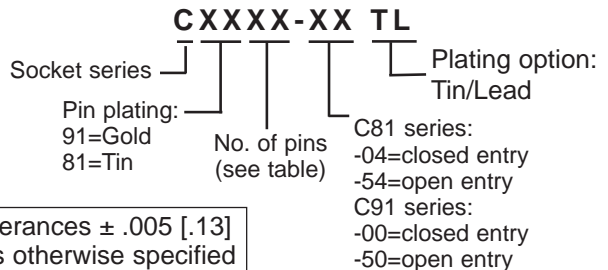 CXXXX-XX TL
Socket series
Pin plating:
91=Gold
81=Tin
No. of pins
(see table)
Plating option:
Tin/Lead
C81 series:
-04=closed entry
-54=open entry
C91 series:
-00=closed entry
-50=open entry
± .005 [.13]
otherwise specified